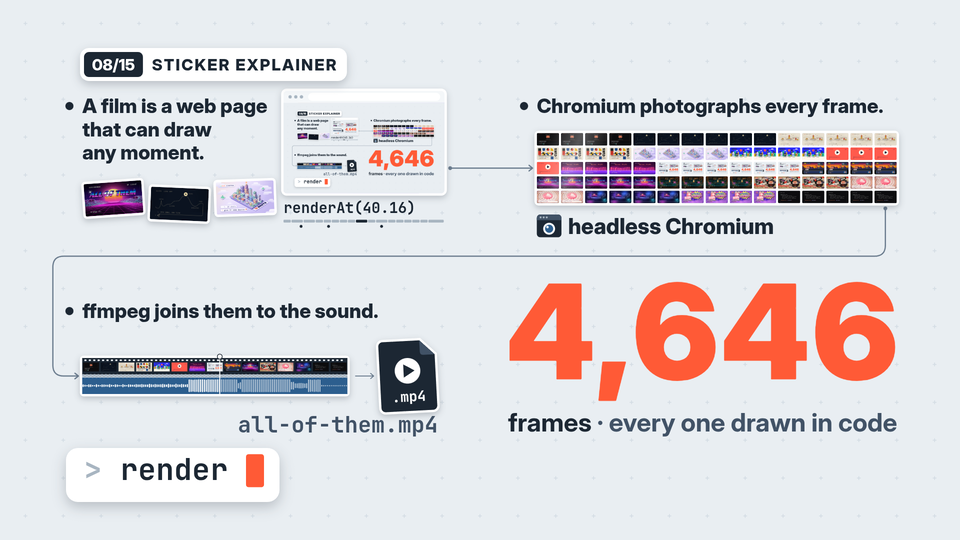 08/15 STICKER EXPLAINER
• A film is a web page
that can draw
any moment.
4,646
renderAt(40.16)
• Chromium photographs every frame.
headless Chromium
• ffmpeg joins them to the sound.
.mp4
all-of-them.mp4
> render
4,646
frames · every one drawn in code